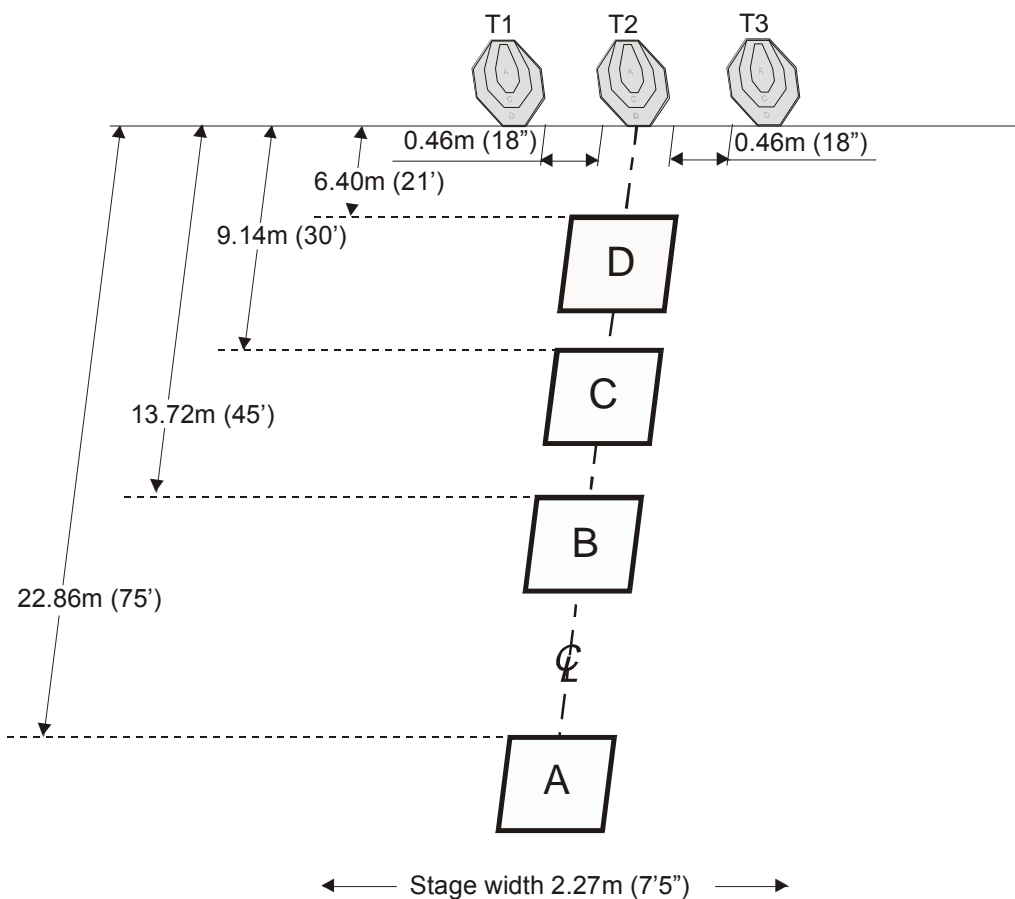 T1 T2 T3
A A A
C C C
D D D
0.46m (18”) 0.46m (18”)
6.40m (21’)
9.14m (30’)
D
C
13.72m (45’)
B
22.86m (75’)
℄
A
Stage width 2.27m (7’5”)